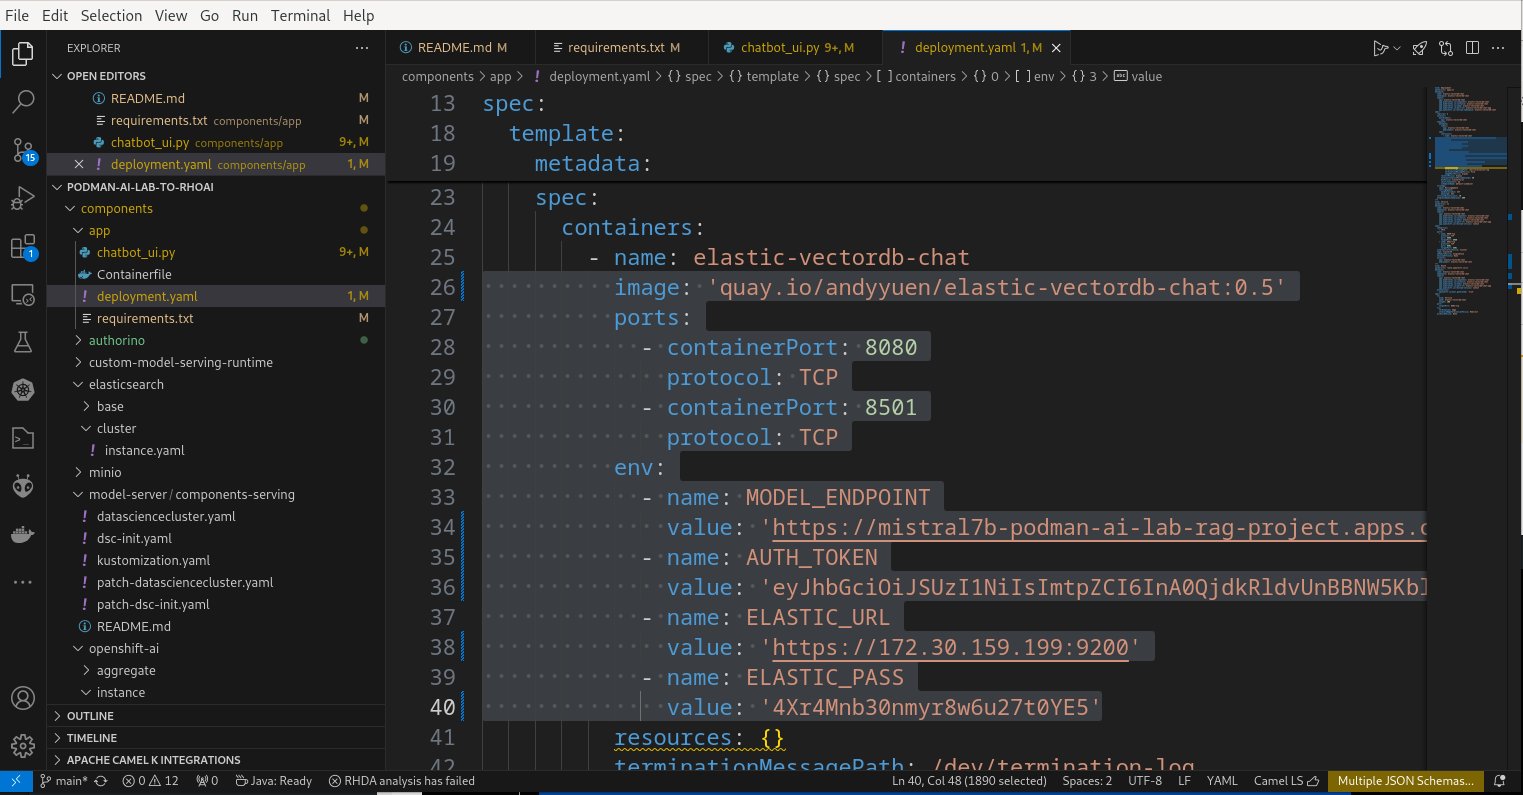 File Edit Selection View Go Run Terminal Help
EXPLORER
OPEN EDITORS
README.md M
requirements.txt components/app M
chatbot_ui.py components/app 9+, M
deployment.yaml components/app 1, M
PODMAN-AI-LAB-TO-RHOAI
components
app
chatbot_ui.py 9+, M
Containerfile
deployment.yaml 1, M
requirements.txt M
authorino
custom-model-serving-runtime
elasticsearch
base
cluster
instance.yaml
minio
model-server / components-serving
datasciencecluster.yaml
dsc-init.yaml
kustomization.yaml
patch-datasciencecluster.yaml
patch-dsc-init.yaml
README.md
openshift-ai
aggregate
instance
OUTLINE
TIMELINE
APACHE CAMEL K INTEGRATIONS
15
1
README.md M requirements.txt M chatbot_ui.py 9+, M deployment.yaml 1, M
components > app > ! deployment.yaml > {} spec > {} template > {} spec > [ ] containers > {} 0 > [ ] env > {} 3 > value
13 spec:
18 template:
19 metadata:
23 spec:
24 containers:
25 - name: elastic-vectordb-chat
26 image: 'quay.io/andyyuen/elastic-vectordb-chat:0.5'
27 ports:
28 - containerPort: 8080
29 protocol: TCP
30 - containerPort: 8501
31 protocol: TCP
32 env:
33 - name: MODEL_ENDPOINT
34 value: 'https://mistral7b-podman-ai-lab-rag-project.apps.c
35 - name: AUTH_TOKEN
36 value: 'eyJhbGciOiJSUzI1NiIsImtpZCI6InA0QjdkRldvUnBBNW5Kbl
37 - name: ELASTIC_URL
38 value: 'https://172.30.159.199:9200'
39 - name: ELASTIC_PASS
40 value: '4Xr4Mnb30nmyr8w6u27t0YE5'
41 resources: {}
42 terminationMessagePath: /dev/termination-log
main* 0 12 0 Java: Ready RHDA analysis has failed Ln 40, Col 48 (1890 selected) Spaces: 2 UTF-8 LF YAML Camel LS Multiple JSON Schemas...